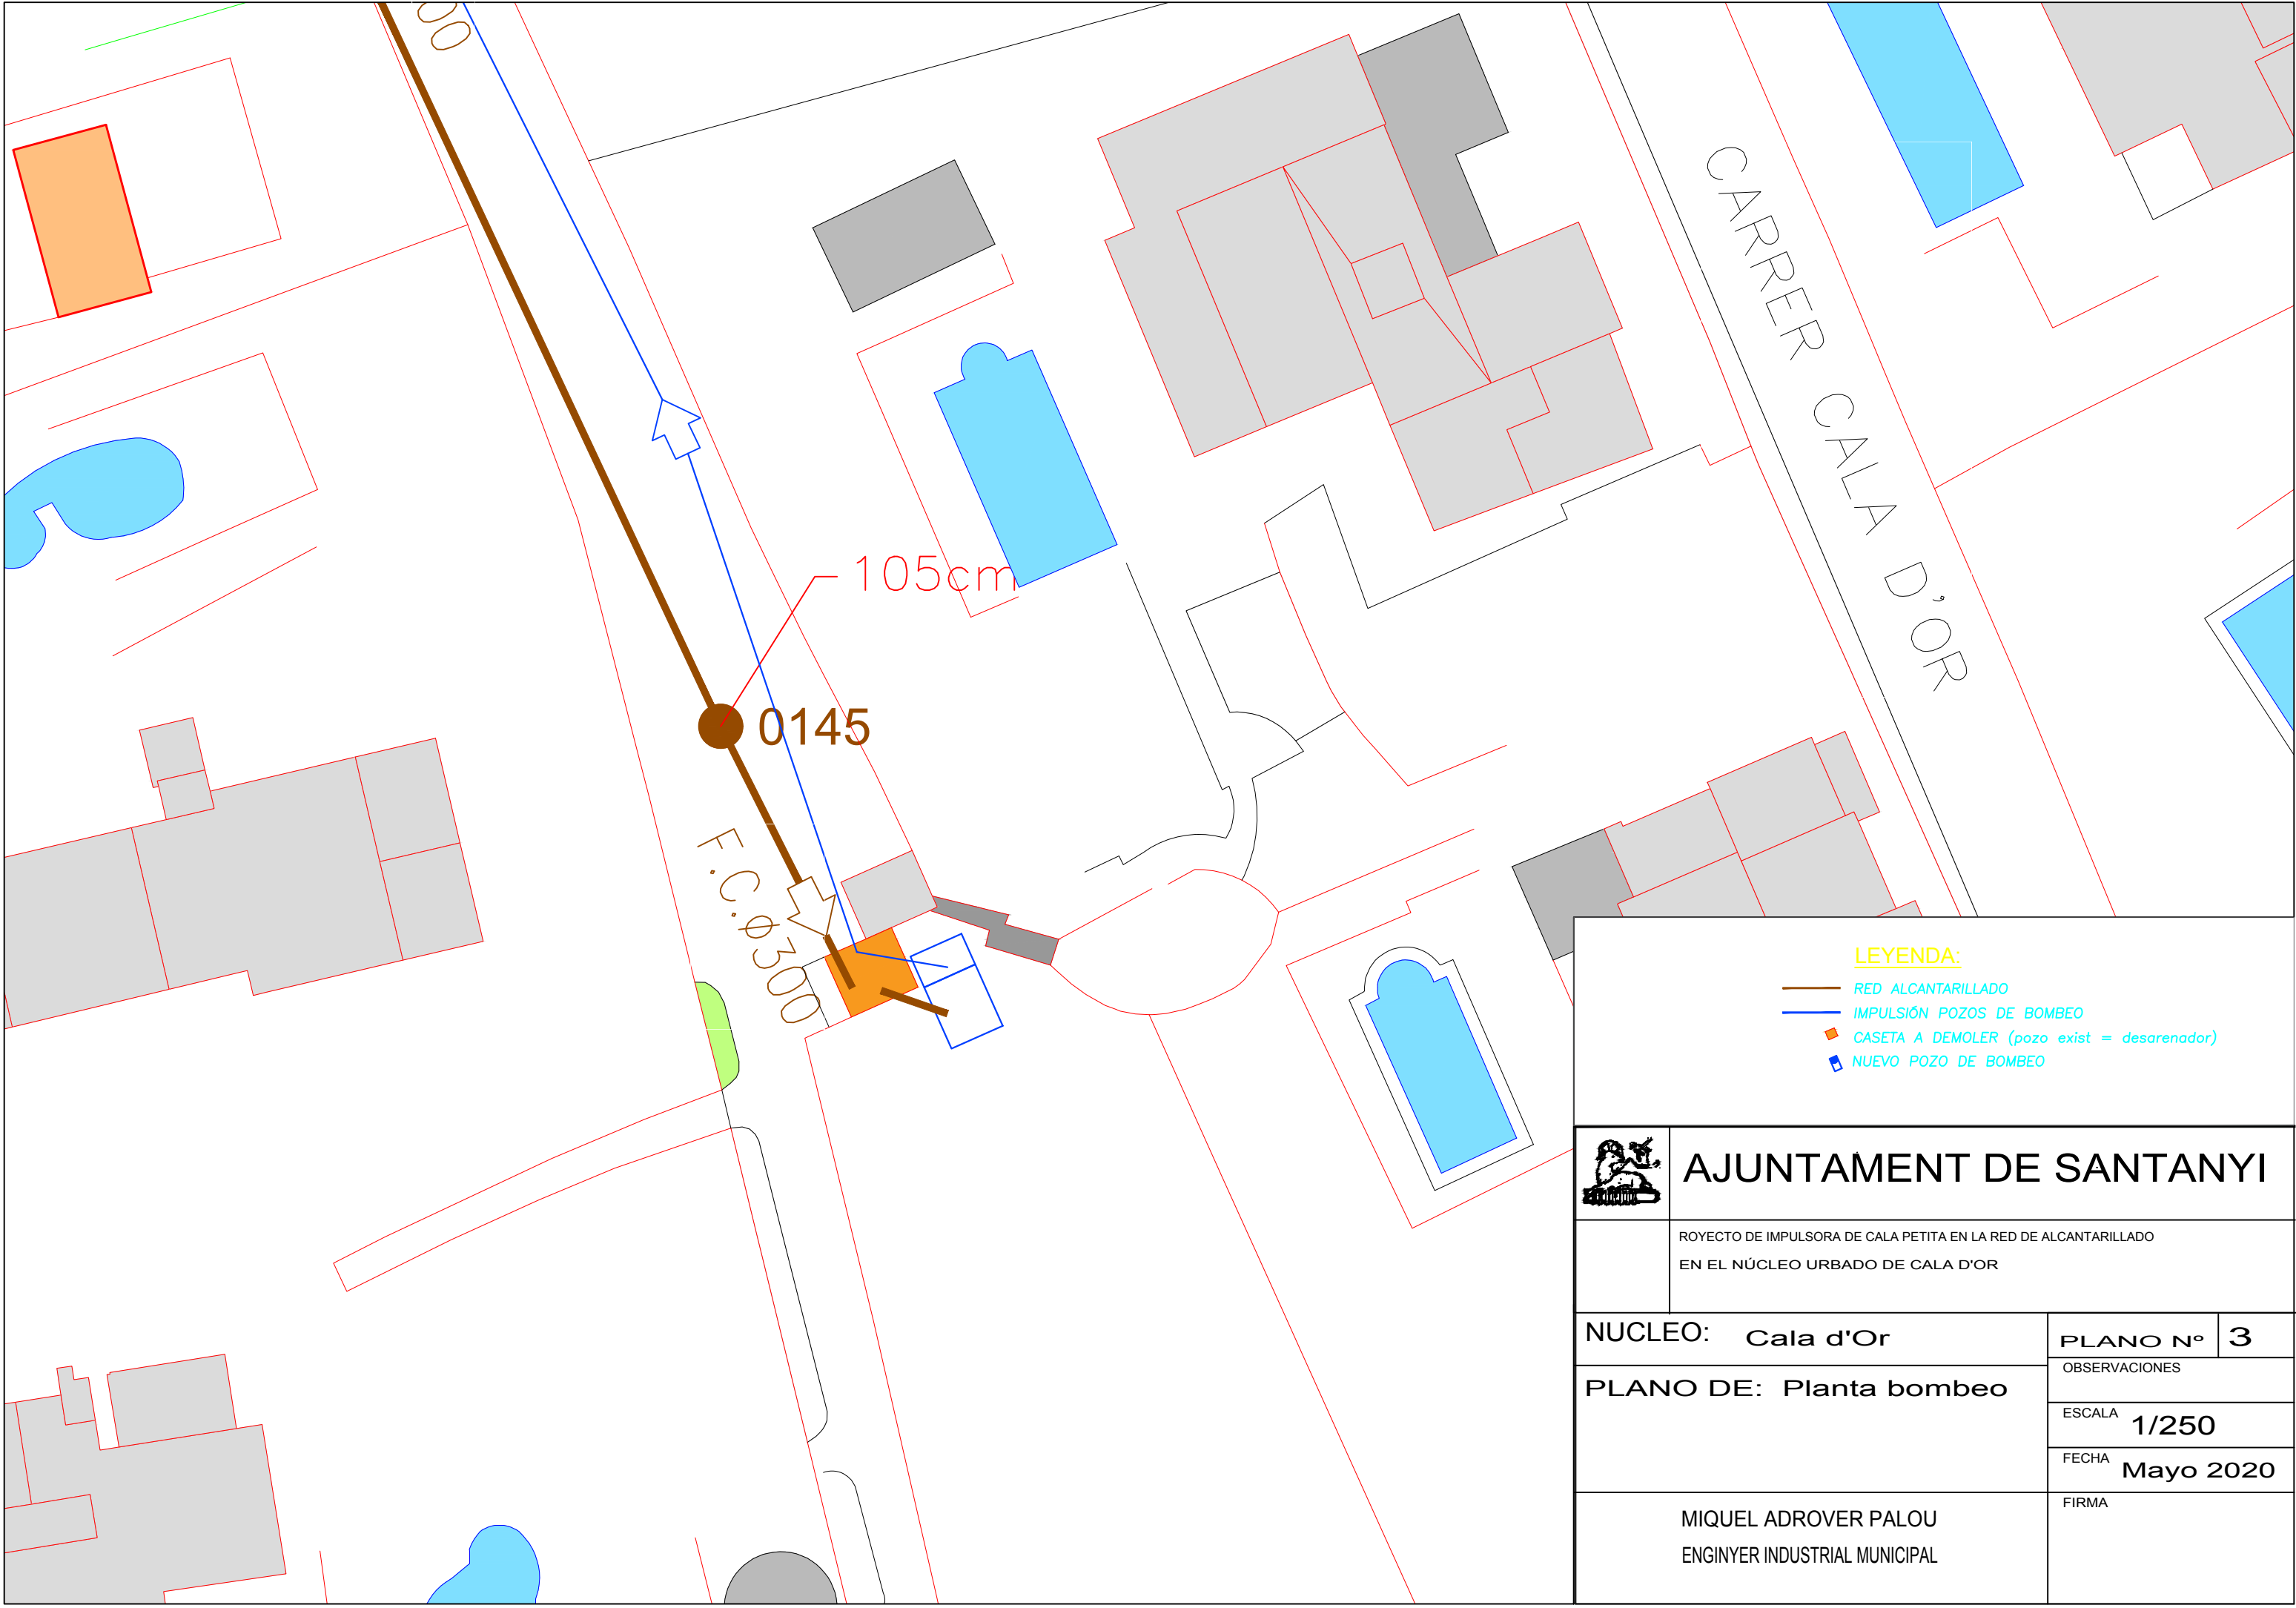 00
CARRER CALA D'OR
105cm
0145
F.C.φ300
LEYENDA:
RED ALCANTARILLADO
IMPULSIÓN POZOS DE BOMBEO
CASETA A DEMOLER (pozo exist = desarenador)
NUEVO POZO DE BOMBEO
AJUNTAMENT DE SANTANYI
ROYECTO DE IMPULSORA DE CALA PETITA EN LA RED DE ALCANTARILLADO
EN EL NÚCLEO URBADO DE CALA D'OR
NUCLEO: Cala d'Or
PLANO Nº 3
OBSERVACIONES
PLANO DE: Planta bombeo
ESCALA 1/250
FECHA Mayo 2020
FIRMA
MIQUEL ADROVER PALOU
ENGINYER INDUSTRIAL MUNICIPAL